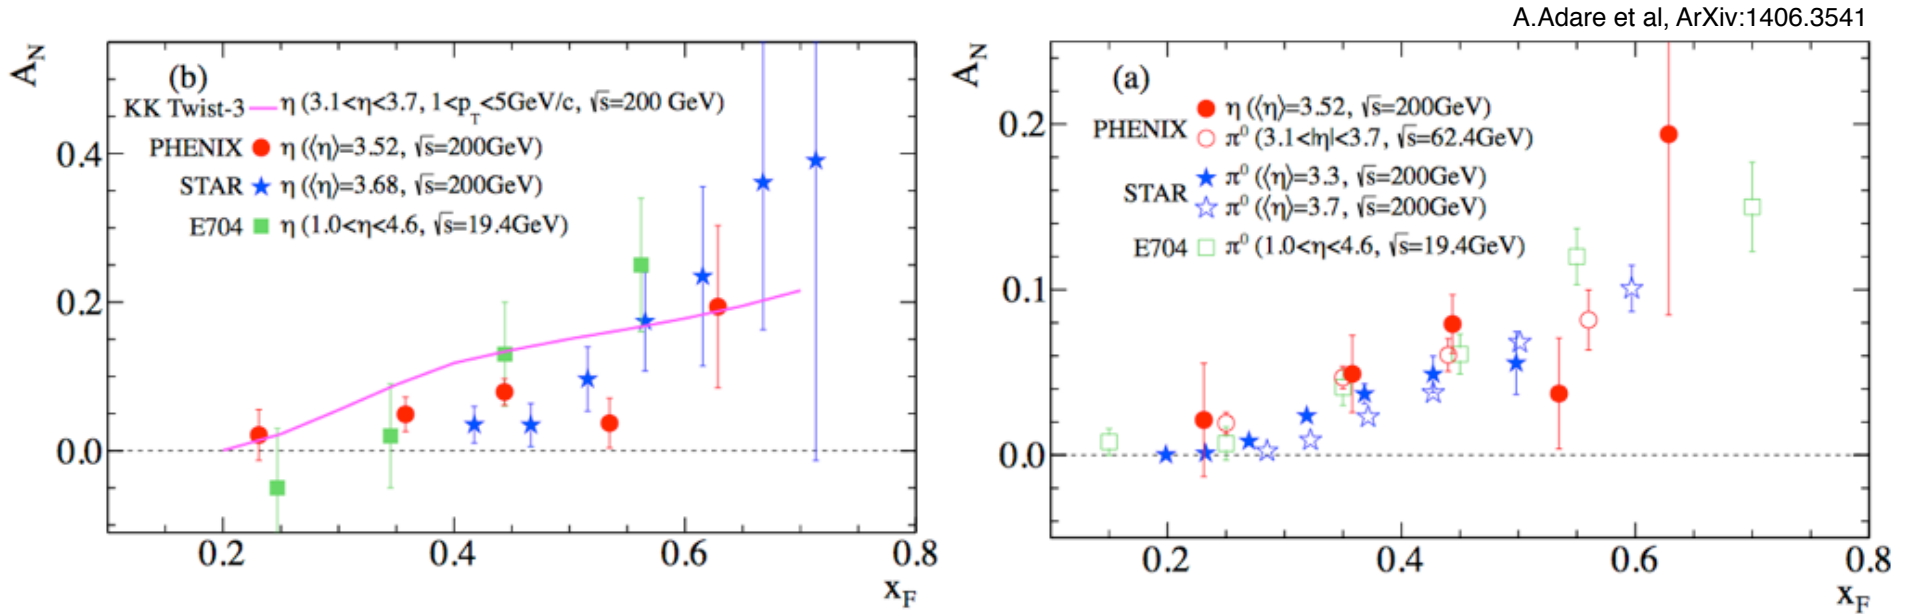 A.Adare et al, ArXiv:1406.3541
A_N
(b)
KK Twist-3 η (3.1<η<3.7, 1<p_T<5GeV/c, √s=200 GeV)
PHENIX η (⟨η⟩=3.52, √s=200GeV)
STAR η (⟨η⟩=3.68, √s=200GeV)
E704 η (1.0<η<4.6, √s=19.4GeV)
0.4
0.2
0.0
0.2 0.4 0.6 0.8
x_F
A_N
(a)
PHENIX
η (⟨η⟩=3.52, √s=200GeV)
π⁰ (3.1<|η|<3.7, √s=62.4GeV)
STAR
π⁰ (⟨η⟩=3.3, √s=200GeV)
π⁰ (⟨η⟩=3.7, √s=200GeV)
E704 π⁰ (1.0<η<4.6, √s=19.4GeV)
0.2
0.1
0.0
0.2 0.4 0.6 0.8
x_F